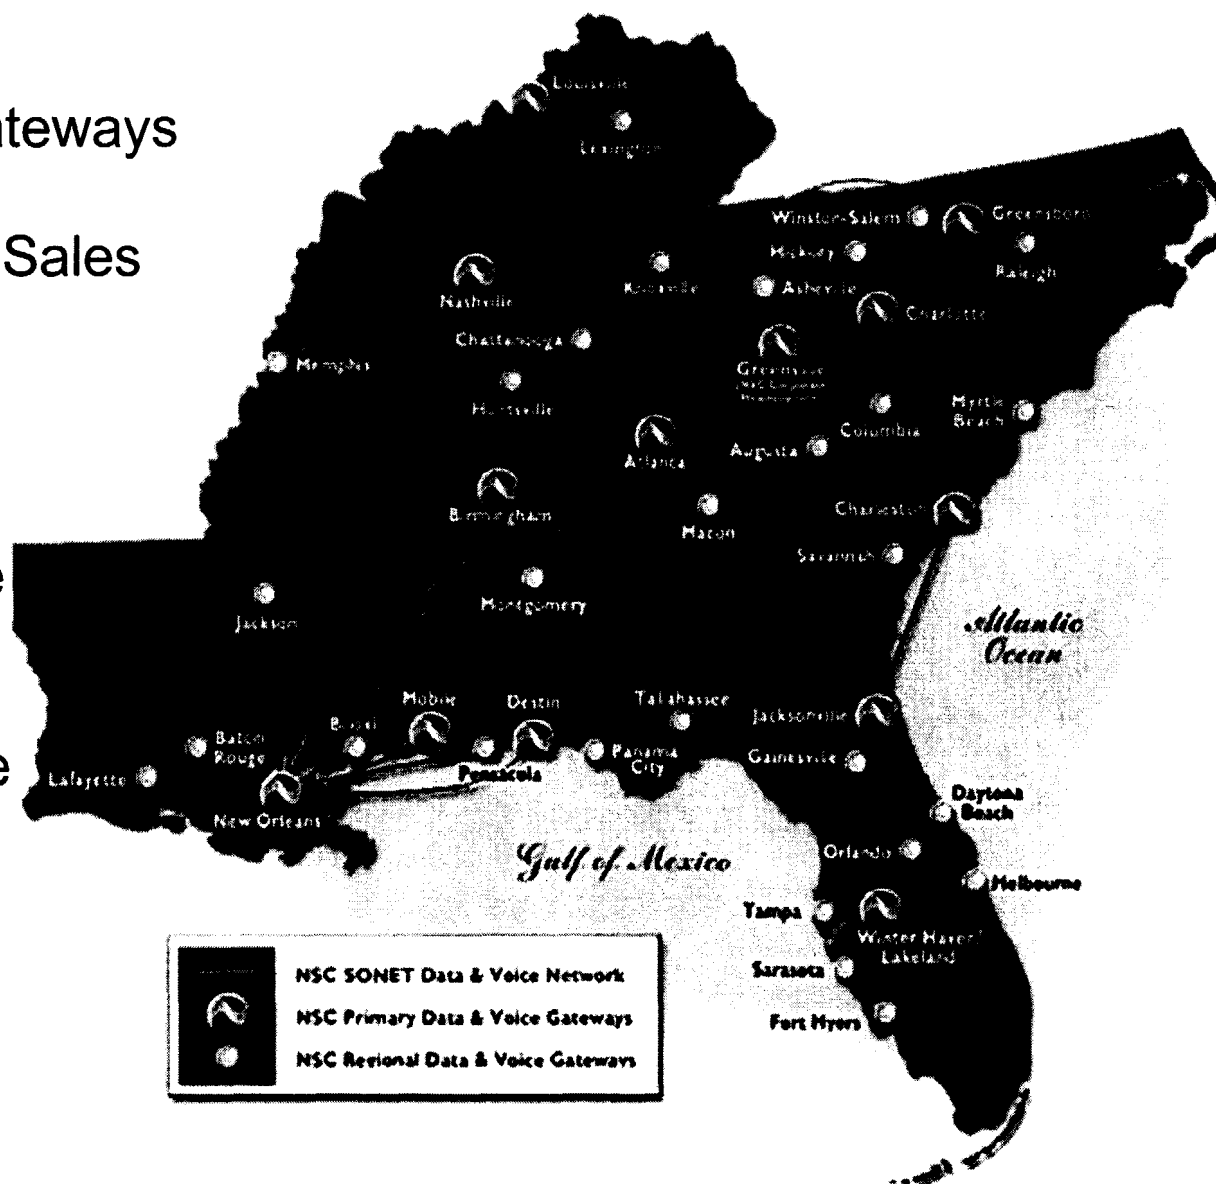 ateways
Sales
e
e
Louisville
Lexington
Winston-Salem
Greensboro
Hickory
Raleigh
Nashville
Knoxville
Asheville
Charlotte
Chattanooga
Memphis
Greenville
Huntsville
Columbia
Myrtle
Beach
Atlanta
Augusta
Birmingham
Macon
Charleston
Savannah
Jackson
Montgomery
Atlantic
Ocean
Mobile
Destin
Tallahassee
Jacksonville
Baton
Rouge
Biloxi
Pensacola
Panama
City
Gainesville
Lafayette
New Orleans
Daytona
Beach
Gulf of Mexico
Orlando
Melbourne
Tampa
Winter Haven/
Lakeland
Sarasota
Fort Myers
NSC SONET Data & Voice Network
NSC Primary Data & Voice Gateways
NSC Regional Data & Voice Gateways